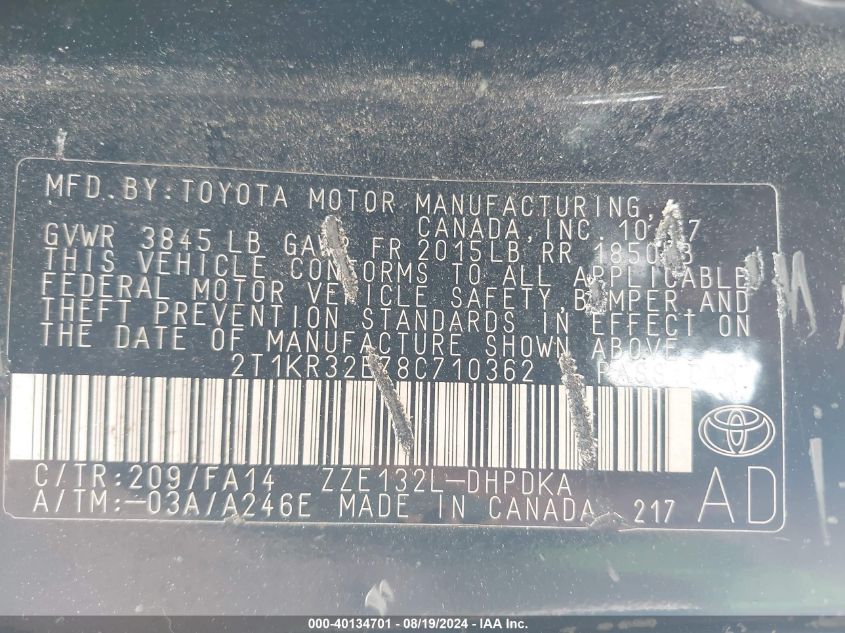 MFD. BY: TOYOTA MOTOR MANUFACTURING,
CANADA, INC.
GVWR 3845 LB FR 2015LB RR
THIS VEHICLE CONFORMS TO ALL APPLICABLE
FEDERAL MOTOR VEHICLE SAFETY, BUMPER AND
THEFT PREVENTION STANDARDS IN EFFECT ON
THE DATE OF MANUFACTURE SHOWN ABOVE.
2T1KR32E78C710362
C/TR: 209/FA14 ZZE132L-DHPDKA
A/TM: -03A/A246E MADE IN CANADA 217
AD
000-40134701 - 08/19/2024 - IAA Inc.